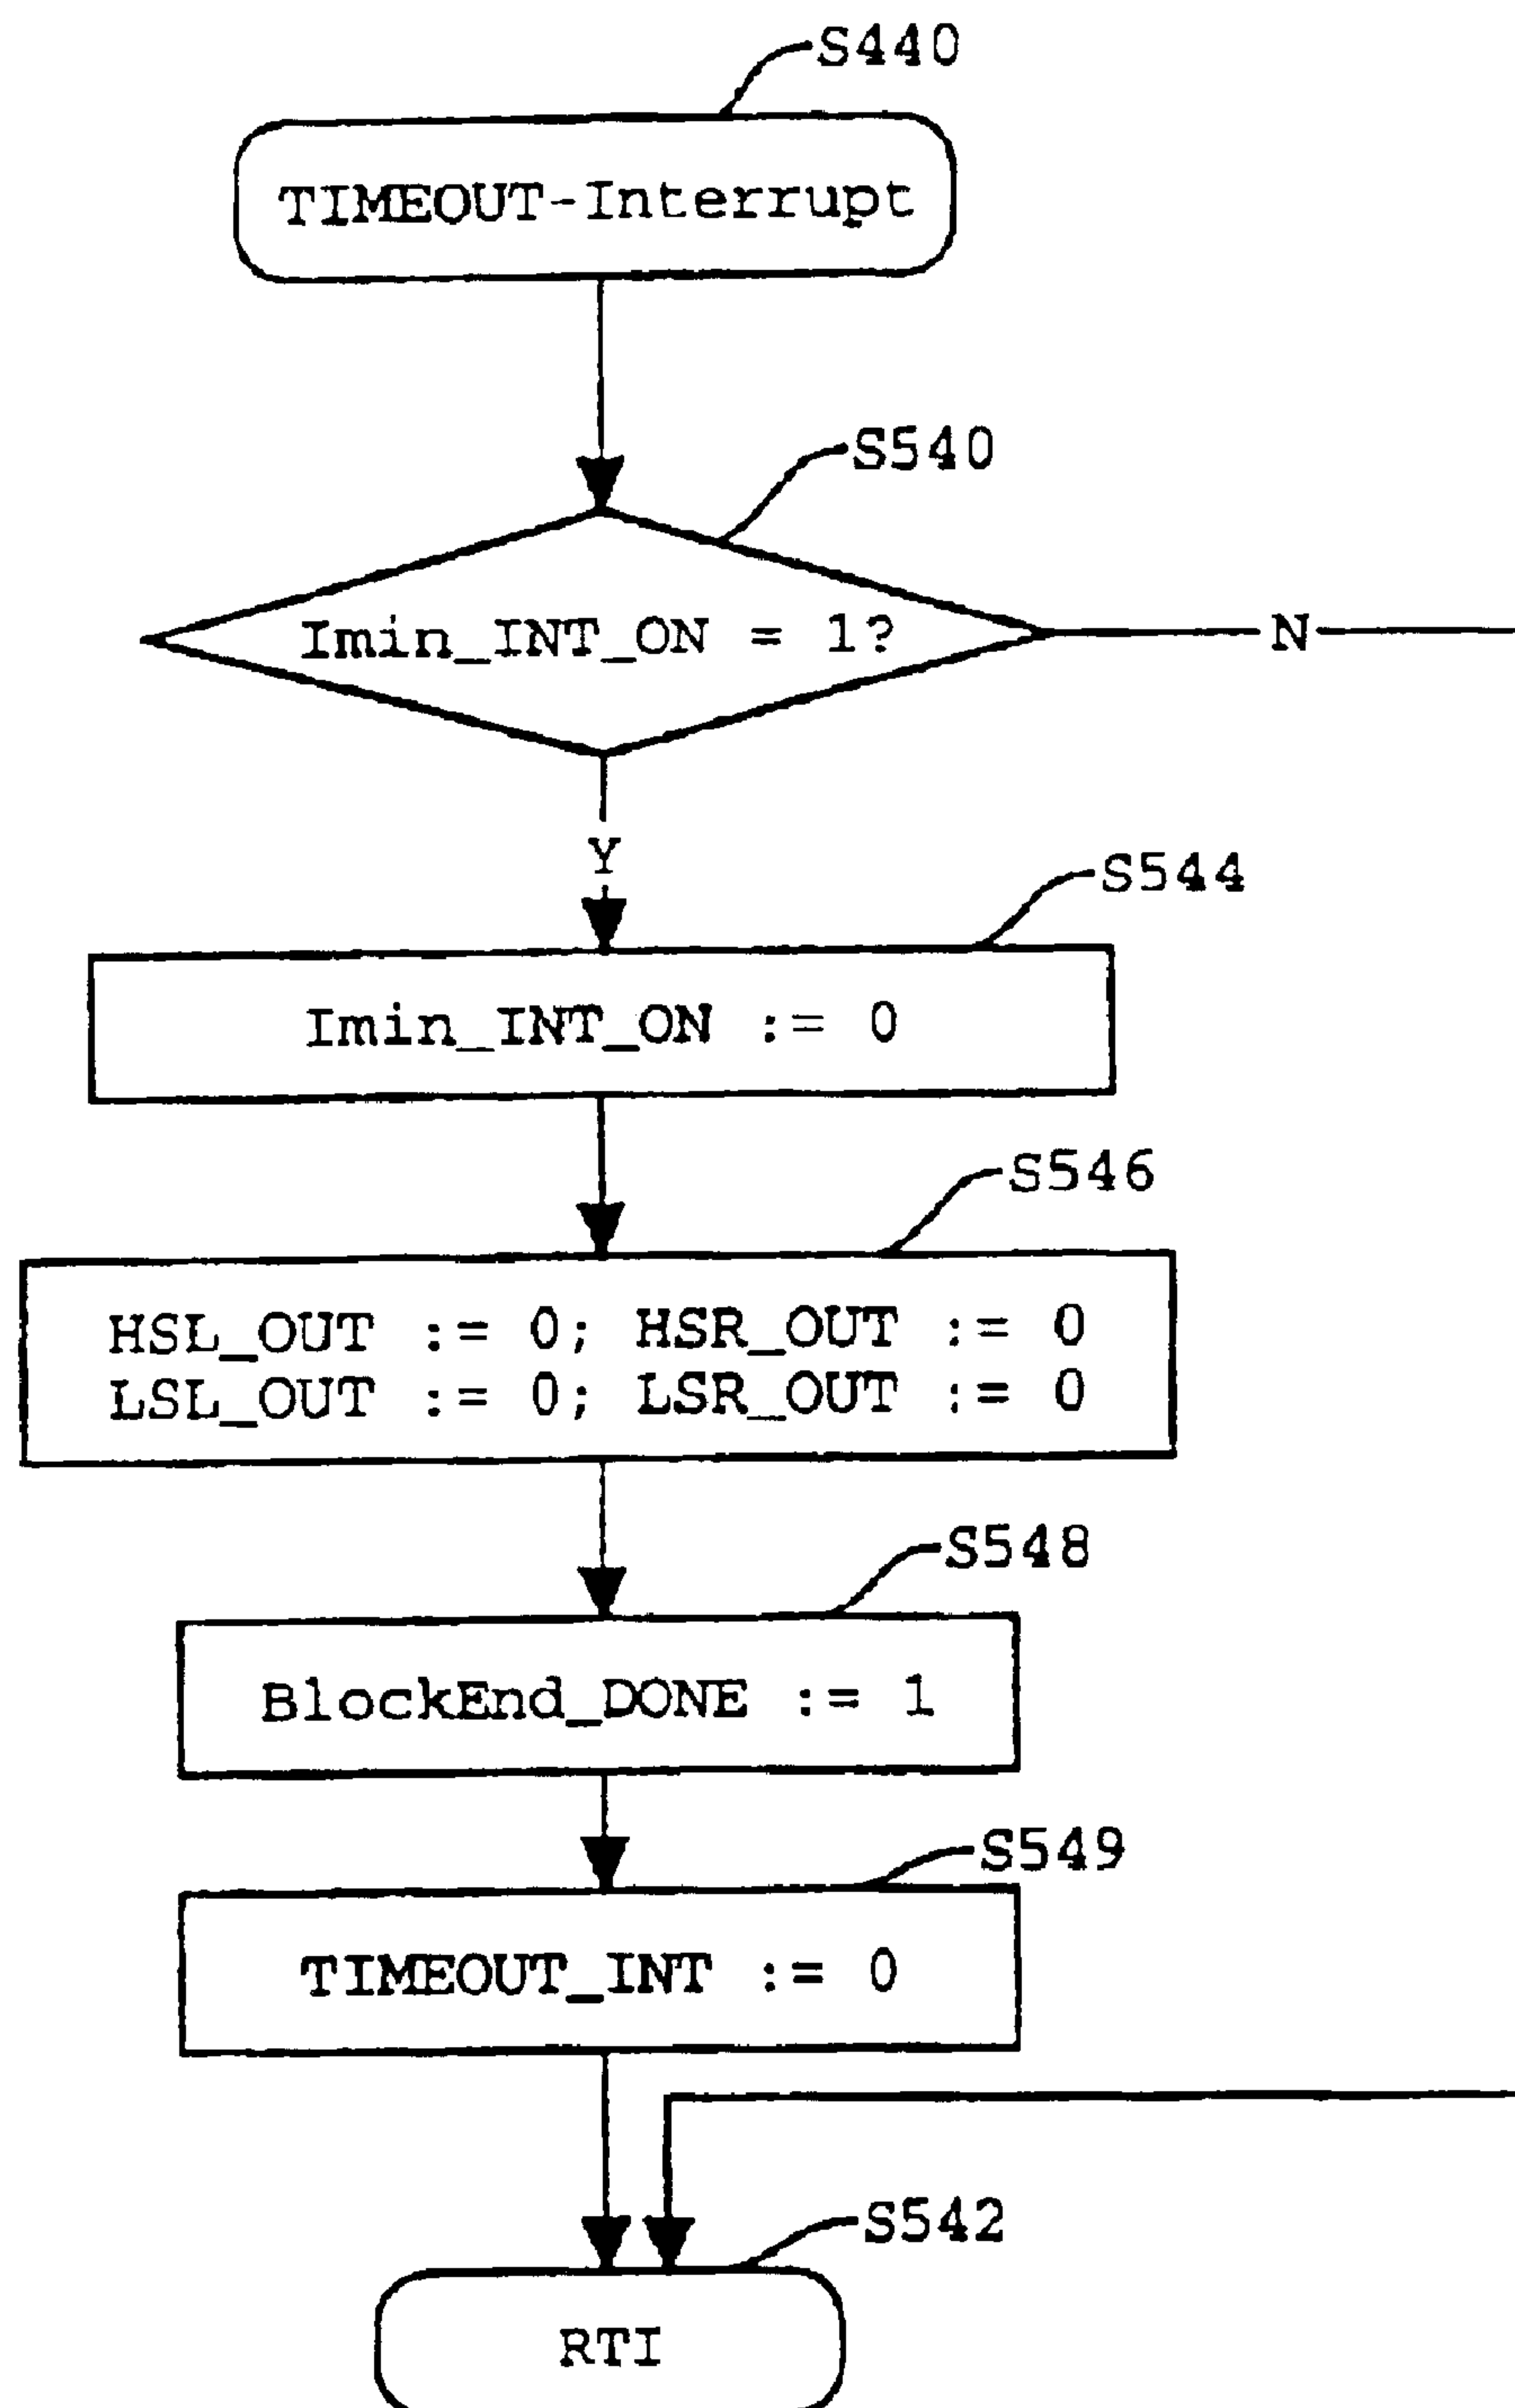 S440
TIMEOUT-Interrupt
S540
Imin_INT_ON = 1?
N
Y
S544
Imin_INT_ON := 0
S546
HSL_OUT := 0; HSR_OUT := 0
LSL_OUT := 0; LSR_OUT := 0
S548
BlockEnd_DONE := 1
S549
TIMEOUT_INT := 0
S542
RTI